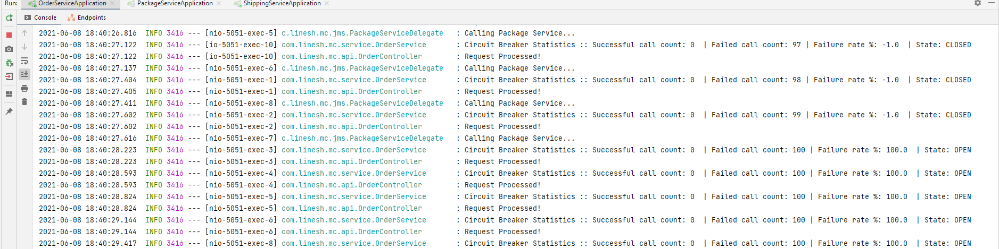 Run: OrderServiceApplication PackageServiceApplication ShippingServiceApplication
Console Endpoints
2021-06-08 18:40:26.816 INFO 3416 --- [nio-5051-exec-5] c.linesh.mc.jms.PackageServiceDelegate : Calling Package Service...
2021-06-08 18:40:27.122 INFO 3416 --- [io-5051-exec-10] com.linesh.mc.service.OrderService : Circuit Breaker Statistics :: Successful call count: 0 | Failed call count: 97 | Failure rate %: -1.0 | State: CLOSED
2021-06-08 18:40:27.122 INFO 3416 --- [io-5051-exec-10] com.linesh.mc.api.OrderController : Request Processed!
2021-06-08 18:40:27.137 INFO 3416 --- [nio-5051-exec-6] c.linesh.mc.jms.PackageServiceDelegate : Calling Package Service...
2021-06-08 18:40:27.404 INFO 3416 --- [nio-5051-exec-1] com.linesh.mc.service.OrderService : Circuit Breaker Statistics :: Successful call count: 0 | Failed call count: 98 | Failure rate %: -1.0 | State: CLOSED
2021-06-08 18:40:27.405 INFO 3416 --- [nio-5051-exec-1] com.linesh.mc.api.OrderController : Request Processed!
2021-06-08 18:40:27.411 INFO 3416 --- [nio-5051-exec-8] c.linesh.mc.jms.PackageServiceDelegate : Calling Package Service...
2021-06-08 18:40:27.602 INFO 3416 --- [nio-5051-exec-2] com.linesh.mc.service.OrderService : Circuit Breaker Statistics :: Successful call count: 0 | Failed call count: 99 | Failure rate %: -1.0 | State: CLOSED
2021-06-08 18:40:27.602 INFO 3416 --- [nio-5051-exec-2] com.linesh.mc.api.OrderController : Request Processed!
2021-06-08 18:40:27.616 INFO 3416 --- [nio-5051-exec-7] c.linesh.mc.jms.PackageServiceDelegate : Calling Package Service...
2021-06-08 18:40:28.223 INFO 3416 --- [nio-5051-exec-3] com.linesh.mc.service.OrderService : Circuit Breaker Statistics :: Successful call count: 0 | Failed call count: 100 | Failure rate %: 100.0 | State: OPEN
2021-06-08 18:40:28.223 INFO 3416 --- [nio-5051-exec-3] com.linesh.mc.api.OrderController : Request Processed!
2021-06-08 18:40:28.593 INFO 3416 --- [nio-5051-exec-4] com.linesh.mc.service.OrderService : Circuit Breaker Statistics :: Successful call count: 0 | Failed call count: 100 | Failure rate %: 100.0 | State: OPEN
2021-06-08 18:40:28.593 INFO 3416 --- [nio-5051-exec-4] com.linesh.mc.api.OrderController : Request Processed!
2021-06-08 18:40:28.824 INFO 3416 --- [nio-5051-exec-5] com.linesh.mc.service.OrderService : Circuit Breaker Statistics :: Successful call count: 0 | Failed call count: 100 | Failure rate %: 100.0 | State: OPEN
2021-06-08 18:40:28.824 INFO 3416 --- [nio-5051-exec-5] com.linesh.mc.api.OrderController : Request Processed!
2021-06-08 18:40:29.144 INFO 3416 --- [nio-5051-exec-6] com.linesh.mc.service.OrderService : Circuit Breaker Statistics :: Successful call count: 0 | Failed call count: 100 | Failure rate %: 100.0 | State: OPEN
2021-06-08 18:40:29.144 INFO 3416 --- [nio-5051-exec-6] com.linesh.mc.api.OrderController : Request Processed!
2021-06-08 18:40:29.417 INFO 3416 --- [nio-5051-exec-8] com.linesh.mc.service.OrderService : Circuit Breaker Statistics :: Successful call count: 0 | Failed call count: 100 | Failure rate %: 100.0 | State: OPEN